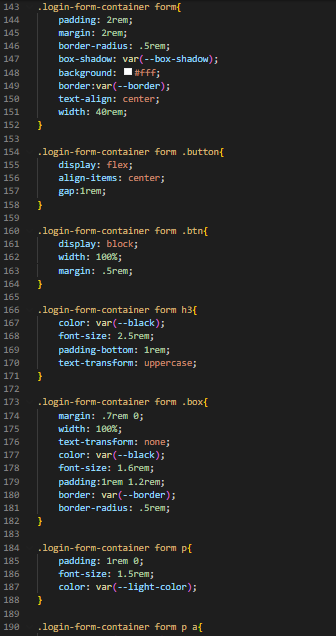 143 .login-form-container form{
144 padding: 2rem;
145 margin: 2rem;
146 border-radius: .5rem;
147 box-shadow: var(--box-shadow);
148 background: #fff;
149 border:var(--border);
150 text-align: center;
151 width: 40rem;
152 }
153
154 .login-form-container form .button{
155 display: flex;
156 align-items: center;
157 gap:1rem;
158 }
159
160 .login-form-container form .btn{
161 display: block;
162 width: 100%;
163 margin: .5rem;
164 }
165
166 .login-form-container form h3{
167 color: var(--black);
168 font-size: 2.5rem;
169 padding-bottom: 1rem;
170 text-transform: uppercase;
171 }
172
173 .login-form-container form .box{
174 margin: .7rem 0;
175 width: 100%;
176 text-transform: none;
177 color: var(--black);
178 font-size: 1.6rem;
179 padding:1rem 1.2rem;
180 border: var(--border);
181 border-radius: .5rem;
182 }
183
184 .login-form-container form p{
185 padding: 1rem 0;
186 font-size: 1.5rem;
187 color: var(--light-color);
188 }
189
190 .login-form-container form p a{